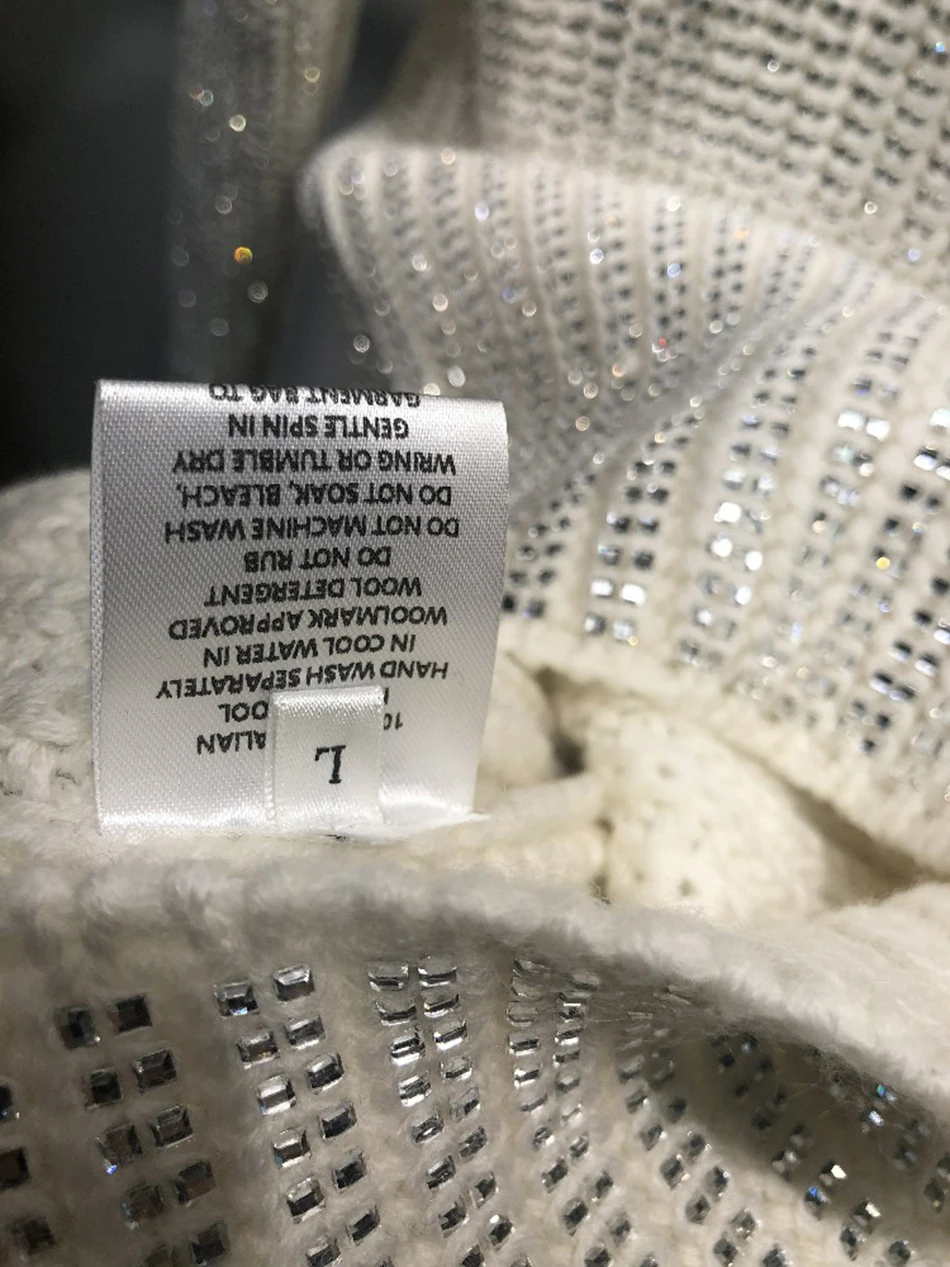 L
HAND WASH SEPARATELY
IN COOL WATER IN
WOOLMARK APPROVED
WOOL DETERGENT
DO NOT RUB
DO NOT MACHINE WASH
DO NOT SOAK, BLEACH,
WRING OR TUMBLE DRY
GENTLE SPIN IN
GARMENT BAG TO